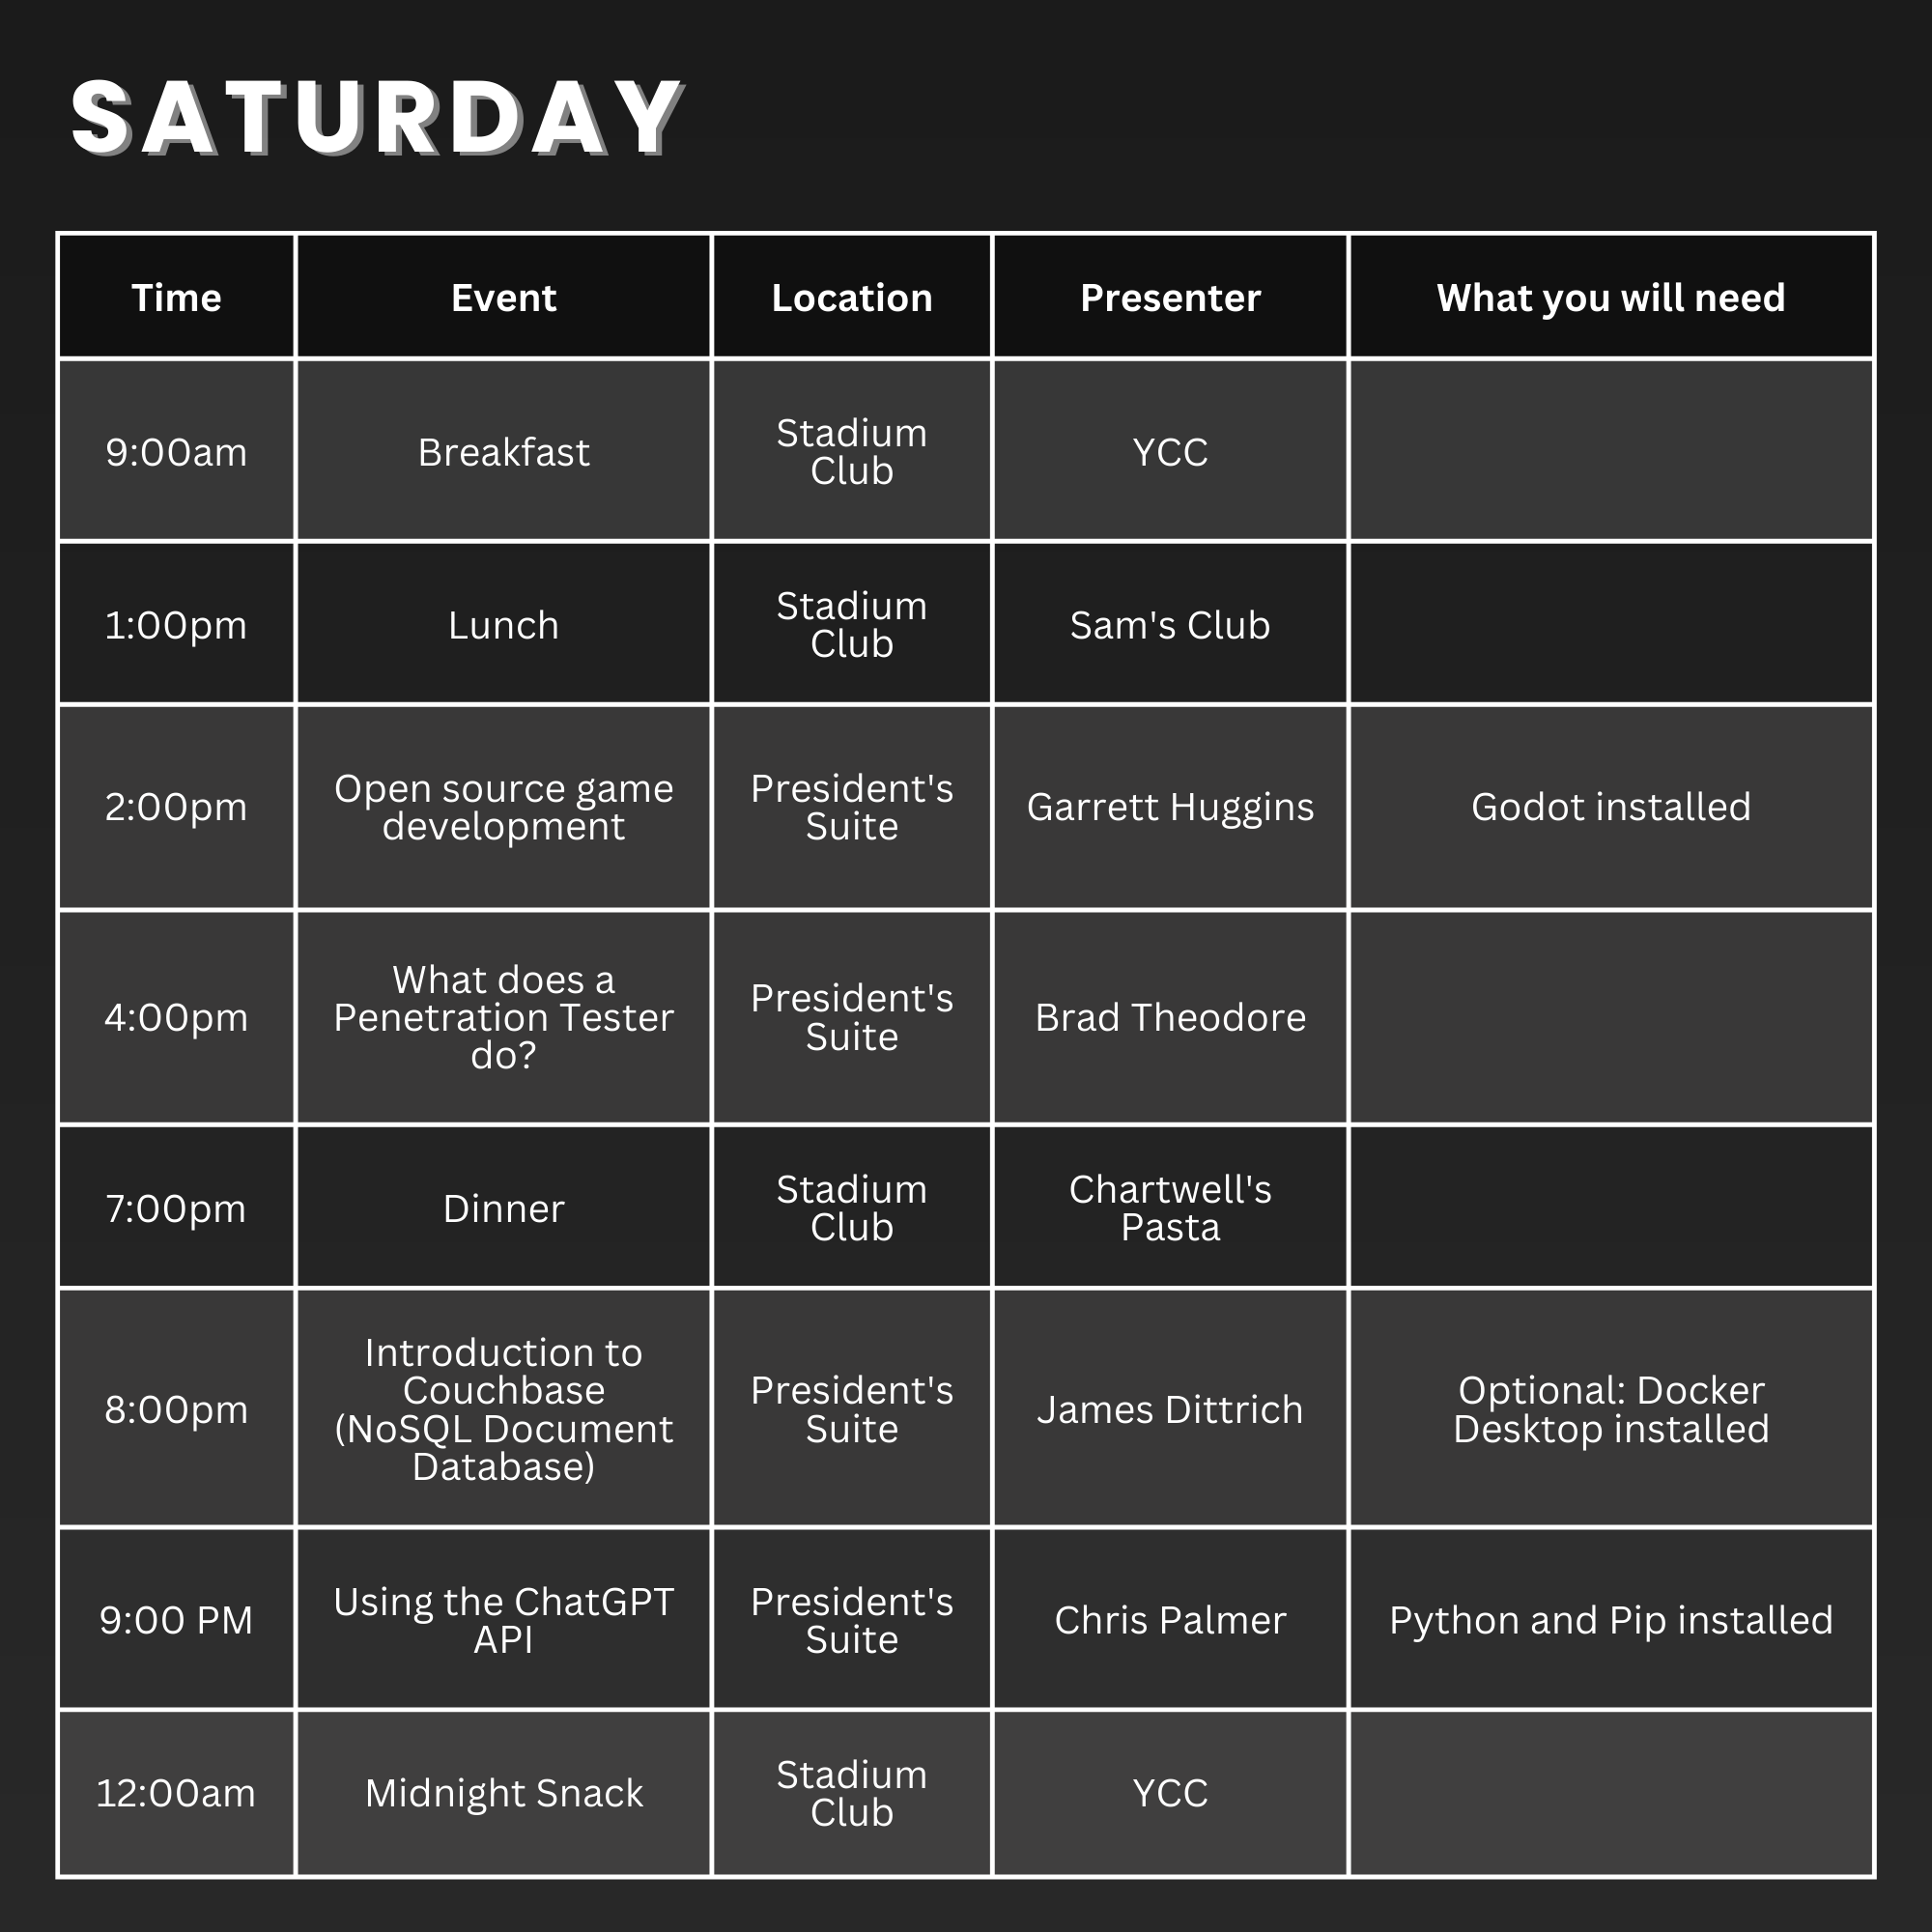 SATURDAY
Time
Event
Location
Presenter
What you will need
9:00am
Breakfast
Stadium
Club
YCC
1:00pm
Lunch
Stadium
Club
Sam's Club
2:00pm
Open source game
development
President's
Suite
Garrett Huggins
Godot installed
4:00pm
What does a
Penetration Tester
do?
President's
Suite
Brad Theodore
7:00pm
Dinner
Stadium
Club
Chartwell's
Pasta
8:00pm
Introduction to
Couchbase
(NoSQL Document
Database)
President's
Suite
James Dittrich
Optional: Docker
Desktop installed
9:00 PM
Using the ChatGPT
API
President's
Suite
Chris Palmer
Python and Pip installed
12:00am
Midnight Snack
Stadium
Club
YCC